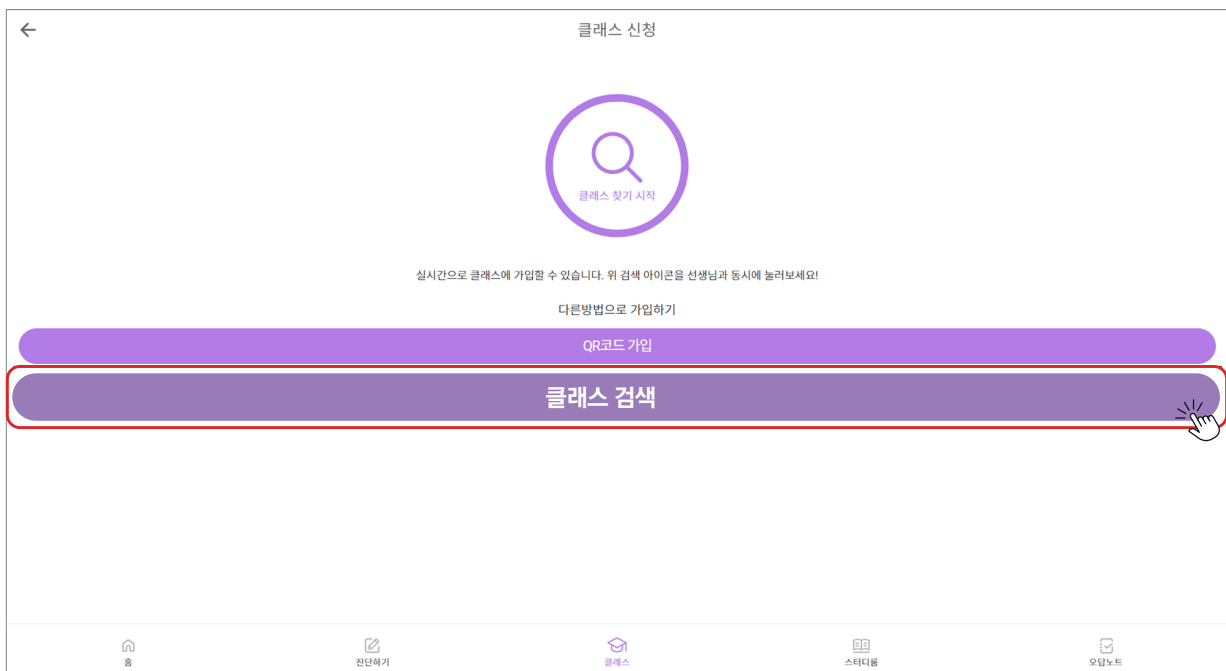 클래스 신청
클래스 찾기 시작
실시간으로 클래스에 가입할 수 있습니다. 위 검색 아이콘을 선생님과 동시에 눌러보세요!
다른방법으로 가입하기
QR코드 가입
클래스 검색
홈
진단하기
클래스
스터디룸
오답노트